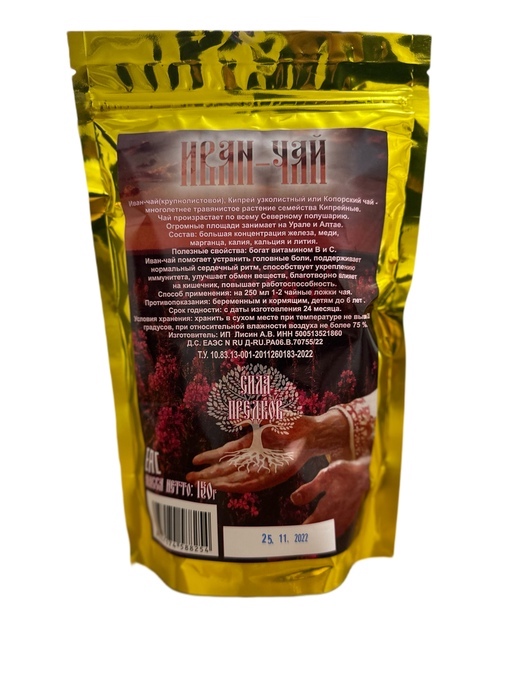 ИВАН-ЧАЙ
Иван-чай(крупнолистовой), Кипрей узколистный или Копорский чай -
многолетнее травянистое растение семейства Кипрейные.
Чай произрастает по всему Северному полушарию.
Огромные площади занимает на Урале и Алтае.
Состав: большая концентрация железа, меди,
марганца, калия, кальция и лития.
Полезные свойства: богат витамином В и С.
Иван-чай помогает устранить головные боли, поддерживает
нормальный сердечный ритм, способствует укреплению
иммунитета, улучшает обмен веществ, благотворно влияет
на кишечник, повышает работоспособность.
Способ применения: на 250 мл 1-2 чайные ложки чая.
Противопоказания: беременным и кормящим, детям до 6 лет.
Срок годности: с даты изготовления 24 месяца.
Условия хранения: хранить в сухом месте при температуре не выш
градусов, при относительной влажности воздуха не более 75 %
Изготовитель: ИП Лисин А.В. ИНН 500513521860
Д.С. ЕАЭС N RU Д-RU.РА06.В.70755/22
Т.У. 10.83.13-001-2011260183-2022
СИЛА
ПРЕДКОВ
EAC
нетто: 150г
25. 11. 2022